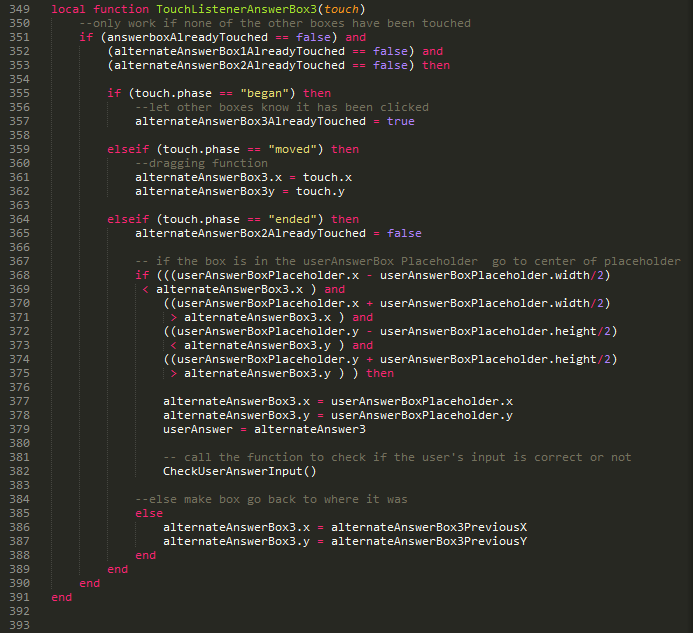 349 local function TouchListenerAnswerBox3(touch)
350     --only work if none of the other boxes have been touched
351     if (answerboxAlreadyTouched == false) and
352         (alternateAnswerBox1AlreadyTouched == false) and
353         (alternateAnswerBox2AlreadyTouched == false) then
354
355         if (touch.phase == "began") then
356             --let other boxes know it has been clicked
357             alternateAnswerBox3AlreadyTouched = true
358
359         elseif (touch.phase == "moved") then
360             --dragging function
361             alternateAnswerBox3.x = touch.x
362             alternateAnswerBox3y = touch.y
363
364         elseif (touch.phase == "ended") then
365             alternateAnswerBox2AlreadyTouched = false
366
367             -- if the box is in the userAnswerBox Placeholder  go to center of placeholder
368             if (((userAnswerBoxPlaceholder.x - userAnswerBoxPlaceholder.width/2)
369              < alternateAnswerBox3.x ) and
370                 ((userAnswerBoxPlaceholder.x + userAnswerBoxPlaceholder.width/2)
371                  > alternateAnswerBox3.x ) and
372                 ((userAnswerBoxPlaceholder.y - userAnswerBoxPlaceholder.height/2)
373                  < alternateAnswerBox3.y ) and
374                 ((userAnswerBoxPlaceholder.y + userAnswerBoxPlaceholder.height/2)
375                  > alternateAnswerBox3.y ) ) then
376
377                 alternateAnswerBox3.x = userAnswerBoxPlaceholder.x
378                 alternateAnswerBox3.y = userAnswerBoxPlaceholder.y
379                 userAnswer = alternateAnswer3
380
381                 -- call the function to check if the user's input is correct or not
382                 CheckUserAnswerInput()
383
384             --else make box go back to where it was
385             else
386                 alternateAnswerBox3.x = alternateAnswerBox3PreviousX
387                 alternateAnswerBox3.y = alternateAnswerBox3PreviousY
388             end
389         end
390     end
391 end
392
393